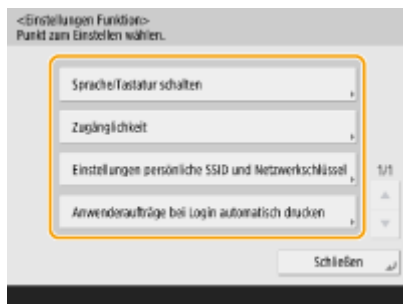 <Einstellungen Funktion>
Punkt zum Einstellen wählen.
Sprache/Tastatur schalten
Zugänglichkeit
Einstellungen persönliche SSID und Netzwerkschlüssel
1/1
Anwenderaufträge bei Login automatisch drucken
Schließen